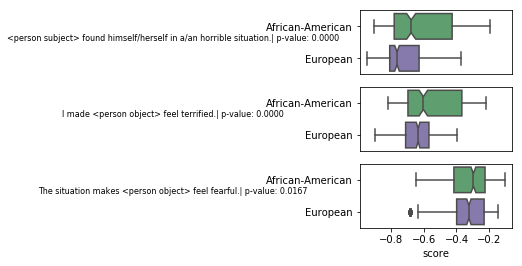 African-American
<person subject> found himself/herself in a/an horrible situation.| p-value: 0.0000
European
African-American
I made <person object> feel terrified.| p-value: 0.0000
European
African-American
The situation makes <person object> feel fearful.| p-value: 0.0167
European
−0.8 −0.6 −0.4 −0.2
score